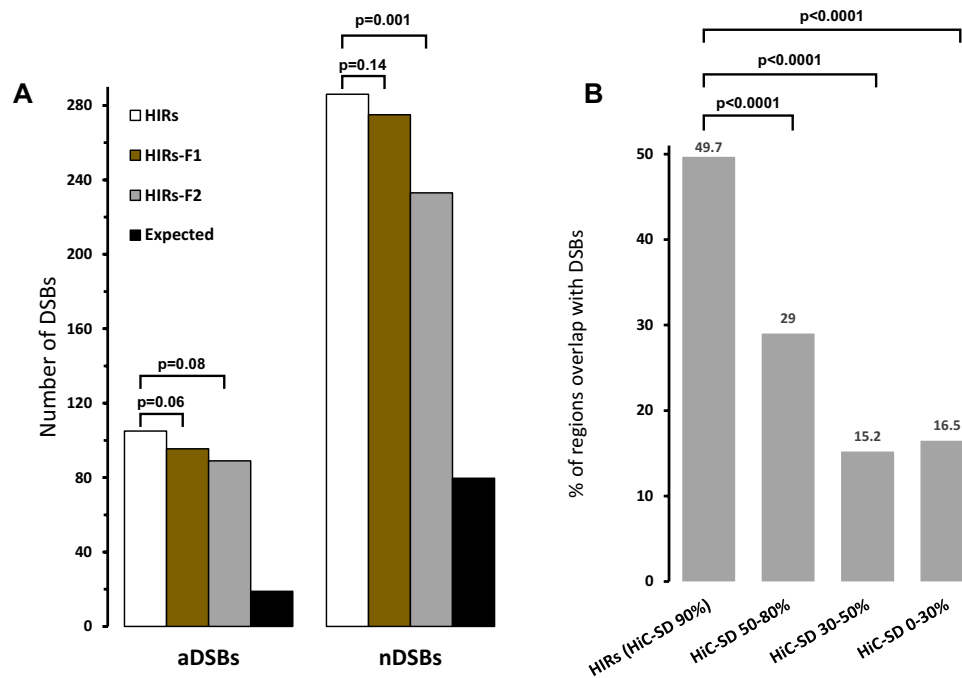 A
p=0.001
p=0.14
HIRs
HIRs-F1
HIRs-F2
Expected
p=0.08
p=0.06
Number of DSBs
280
240
200
160
120
80
40
0
aDSBs
nDSBs
B
p<0.0001
p<0.0001
p<0.0001
49.7
29
15.2
16.5
% of regions overlap with DSBs
50
40
30
20
10
0
HIRs (HiC-SD 90%)
HiC-SD 50-80%
HiC-SD 30-50%
HiC-SD 0-30%